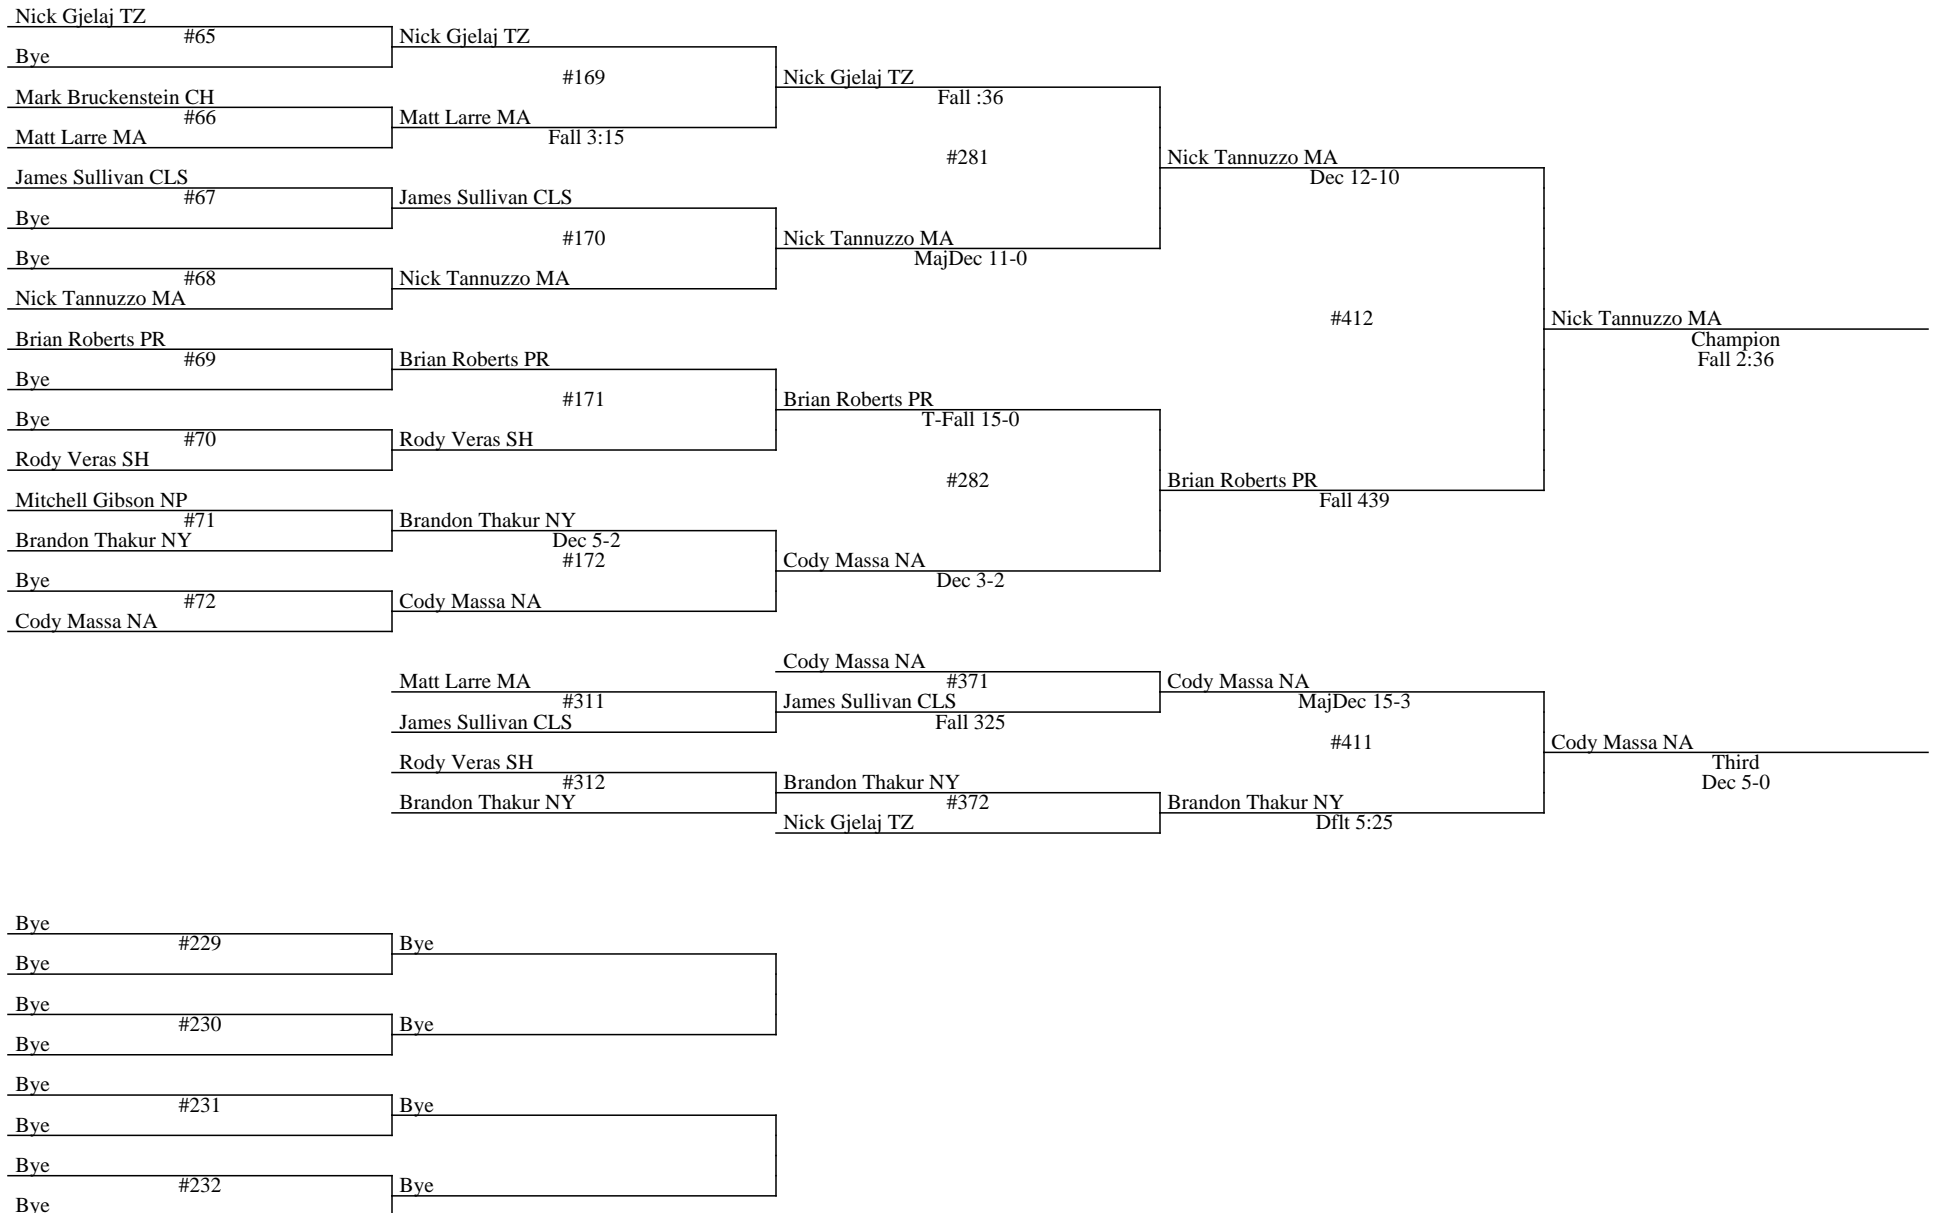 Nick Gjelaj TZ
#65
Bye
Nick Gjelaj TZ
#169
Mark Bruckenstein CH
#66
Matt Larre MA
Matt Larre MA
Fall 3:15
Nick Gjelaj TZ
Fall :36
#281
James Sullivan CLS
#67
Bye
James Sullivan CLS
#170
Bye
#68
Nick Tannuzzo MA
Nick Tannuzzo MA
Nick Tannuzzo MA
MajDec 11-0
Nick Tannuzzo MA
Dec 12-10
#412
Brian Roberts PR
#69
Bye
Brian Roberts PR
#171
Bye
#70
Rody Veras SH
Rody Veras SH
Brian Roberts PR
T-Fall 15-0
#282
Mitchell Gibson NP
#71
Brandon Thakur NY
Brandon Thakur NY
Dec 5-2
#172
Bye
#72
Cody Massa NA
Cody Massa NA
Cody Massa NA
Dec 3-2
Brian Roberts PR
Fall 439
Nick Tannuzzo MA
Champion
Fall 2:36
Matt Larre MA
#311
James Sullivan CLS
Cody Massa NA
#371
James Sullivan CLS
Fall 325
Cody Massa NA
MajDec 15-3
#411
Rody Veras SH
#312
Brandon Thakur NY
Brandon Thakur NY
#372
Nick Gjelaj TZ
Brandon Thakur NY
Dflt 5:25
Cody Massa NA
Third
Dec 5-0
Bye
#229
Bye
Bye
Bye
#230
Bye
Bye
Bye
#231
Bye
Bye
Bye
#232
Bye
Bye